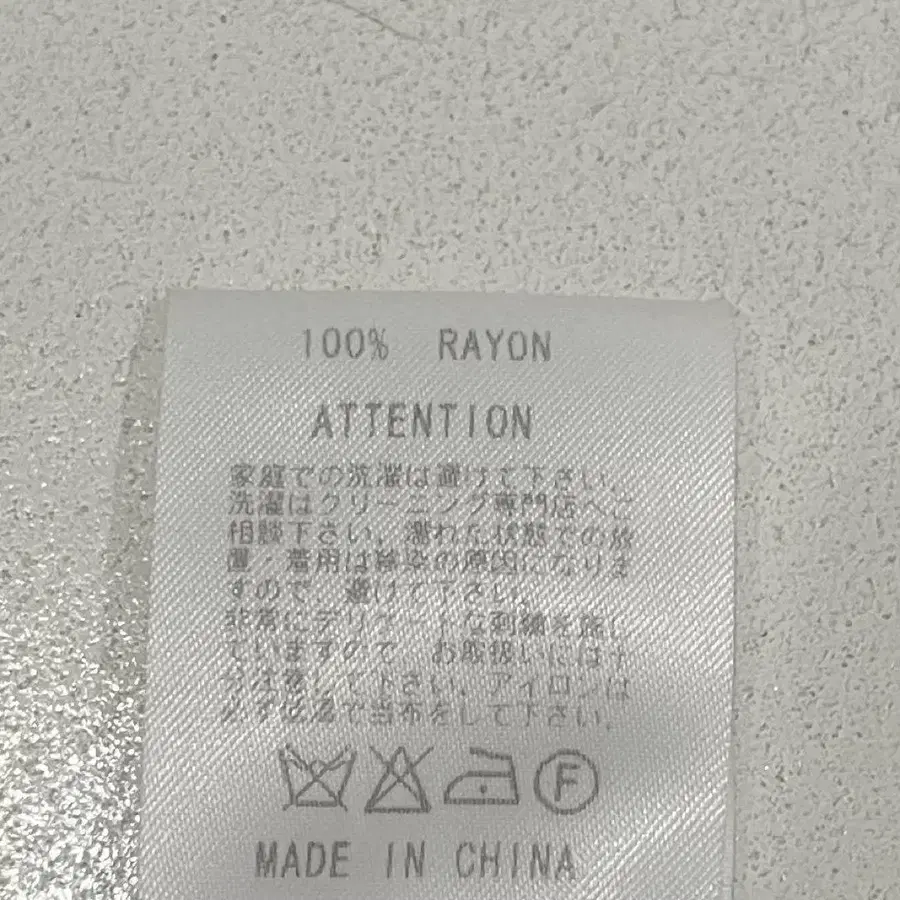 100% RAYON
ATTENTION
家庭での洗濯は避けて下さい。
洗濯はクリーニング専門店へご
相談下さい。濡れた状態での放
置・着用は移染の原因になりま
すので、避けて下さい。
非常にデリケートな刺繍を施し
ていますので お取扱いには十
分注意して下さい。アイロンは
必ず低温で当布をして下さい。
F
MADE IN CHINA